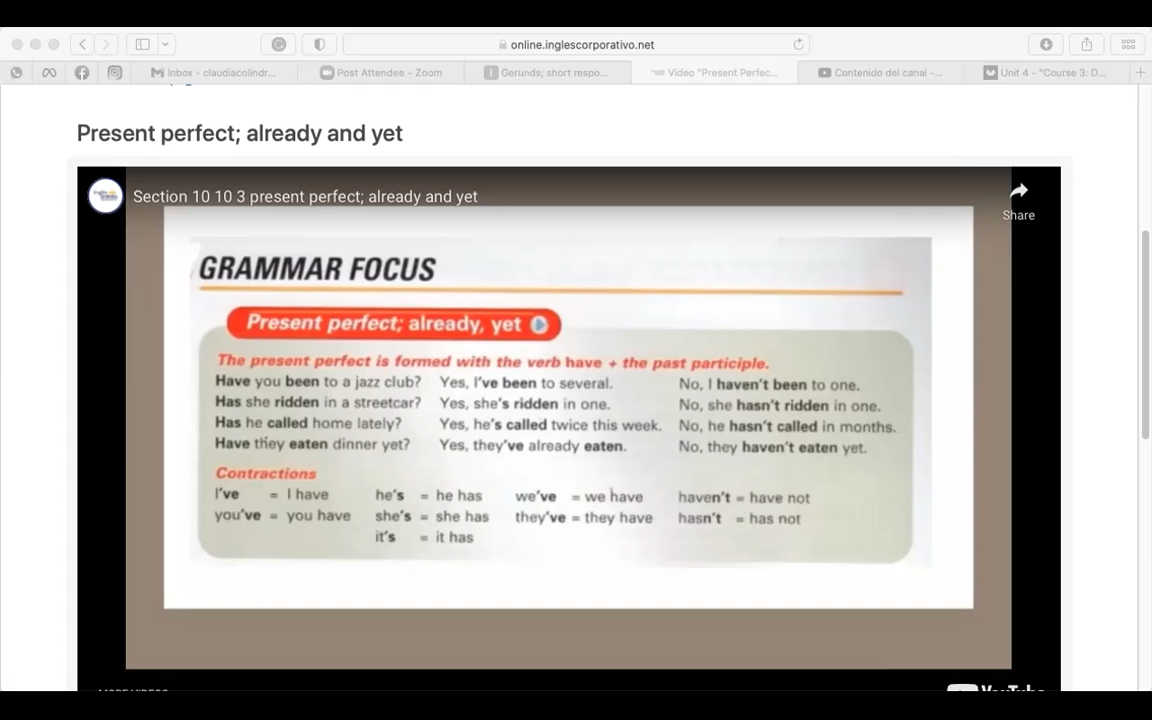 online.inglescorporativo.net
Inbox - claudiacolindr...
Post Attendee - Zoom
Gerunds; short respo...
Video "Present Perfec...
Contenido del canal -...
Unit 4 - "Course 3: D...
Present perfect; already and yet
Section 10 10 3 present perfect; already and yet
Share
GRAMMAR FOCUS
Present perfect; already, yet
The present perfect is formed with the verb have + the past participle.
Have you been to a jazz club? Yes, I've been to several. No, I haven't been to one.
Has she ridden in a streetcar? Yes, she's ridden in one. No, she hasn't ridden in one.
Has he called home lately? Yes, he's called twice this week. No, he hasn't called in months.
Have they eaten dinner yet? Yes, they've already eaten. No, they haven't eaten yet.
Contractions
I've = I have he's = he has we've = we have haven't = have not
you've = you have she's = she has they've = they have hasn't = has not
it's = it has
MORE VIDEOS
YouTube